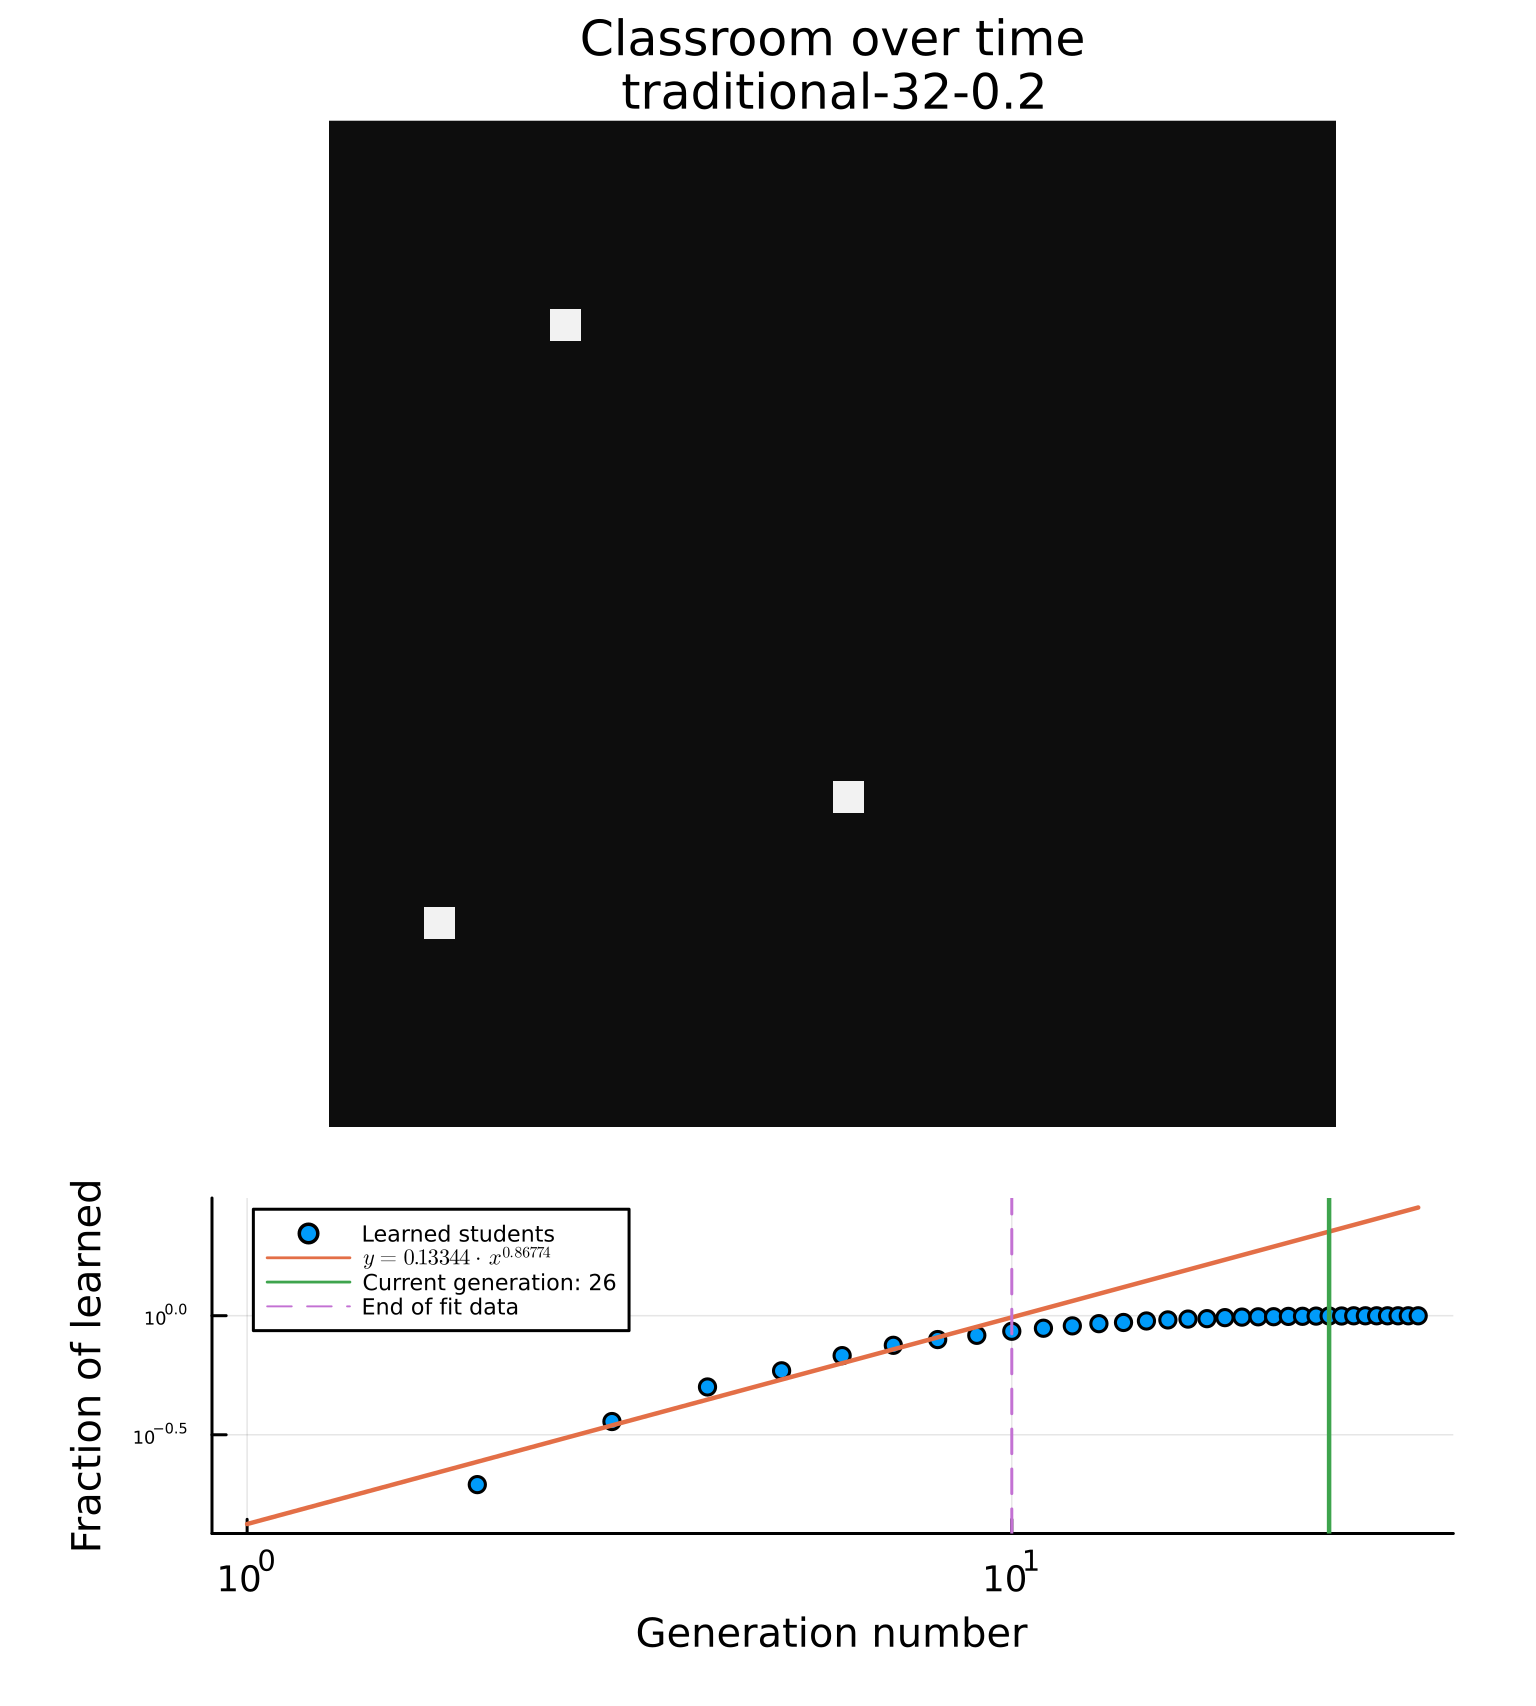 Classroom over time
traditional-32-0.2
Fraction of learned
Learned students
y = 0.13344 · x^0.86774
Current generation: 26
End of fit data
10^0.0
10^−0.5
10^0
10^1
Generation number